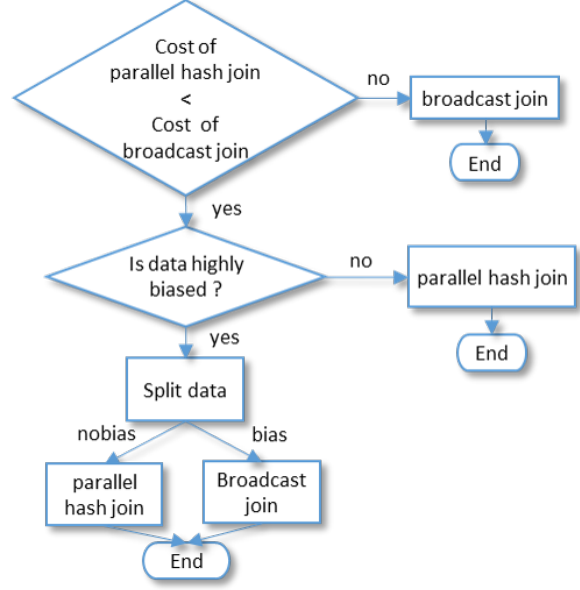 Cost of
parallel hash join
<
Cost of
broadcast join
no
broadcast join
End
yes
Is data highly
biased ?
no
parallel hash join
End
yes
Split data
nobias
bias
parallel
hash join
Broadcast
join
End